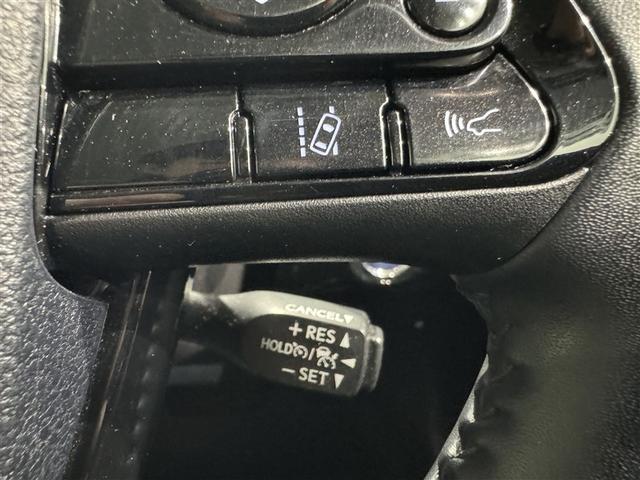 CANCEL▼
+ RES ▲
HOLD / ◀
− SET ▼